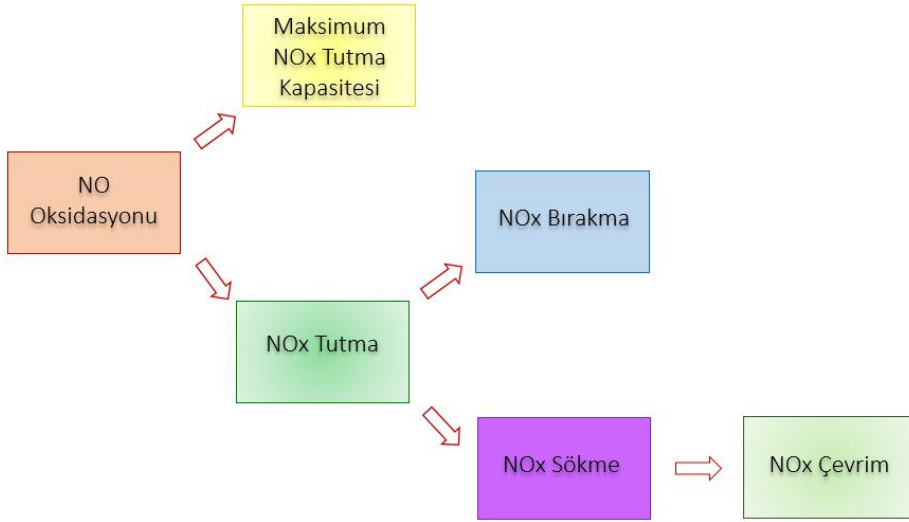 Maksimum
NOx Tutma
Kapasitesi
NO
Oksidasyonu
NOx Bırakma
NOx Tutma
NOx Sökme
NOx Çevrim